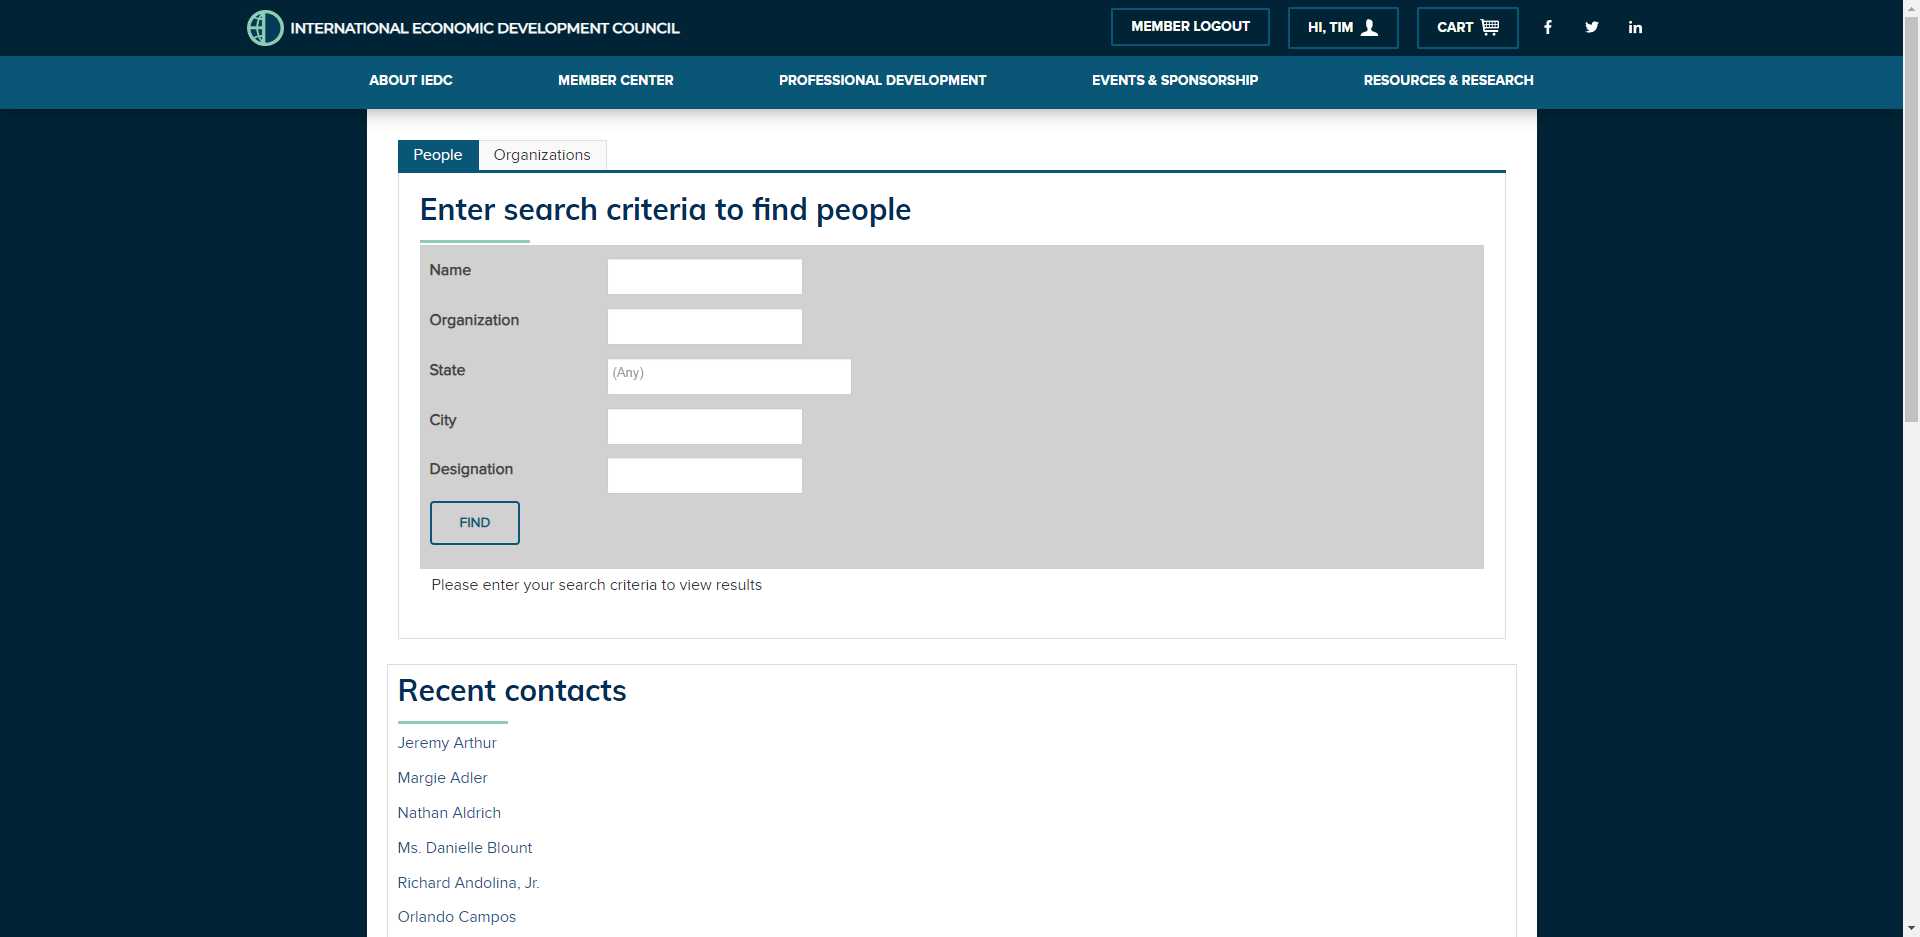 INTERNATIONAL ECONOMIC DEVELOPMENT COUNCIL
MEMBER LOGOUT
HI, TIM
CART
ABOUT IEDC
MEMBER CENTER
PROFESSIONAL DEVELOPMENT
EVENTS & SPONSORSHIP
RESOURCES & RESEARCH
People
Organizations
Enter search criteria to find people
Name
Organization
State
(Any)
City
Designation
FIND
Please enter your search criteria to view results
Recent contacts
Jeremy Arthur
Margie Adler
Nathan Aldrich
Ms. Danielle Blount
Richard Andolina, Jr.
Orlando Campos